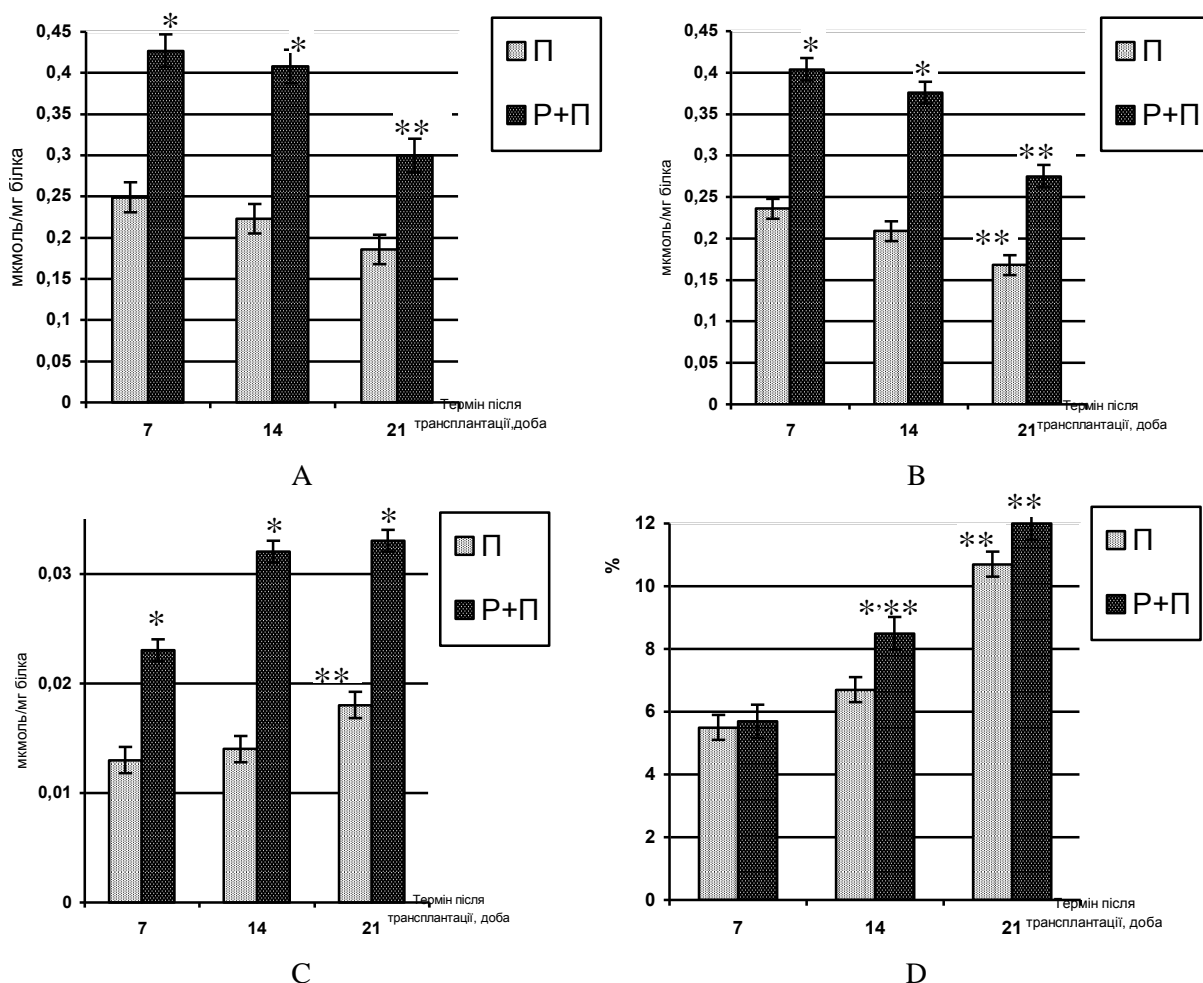 0,45
0,4
0,35
0,3
0,25
0,2
0,15
0,1
0,05
0
мкмоль/мг білка
*
*
**
7
14
21
Термін після
трансплантації,доба
П
Р+П
A
0,45
0,4
0,35
0,3
0,25
0,2
0,15
0,1
0,05
0
мкмоль/мг білка
*
*
**
**
7
14
21
Термін після
трансплантації, доба
П
Р+П
B
0,03
0,02
0,01
0
мкмоль/мг білка
*
*
**
*
7
14
21
Термін після
трансплантації, доба
П
Р+П
C
12
10
8
6
4
2
0
%
*,**
**
**
7
14
21
Термін після
трансплантації, доба
П
Р+П
D